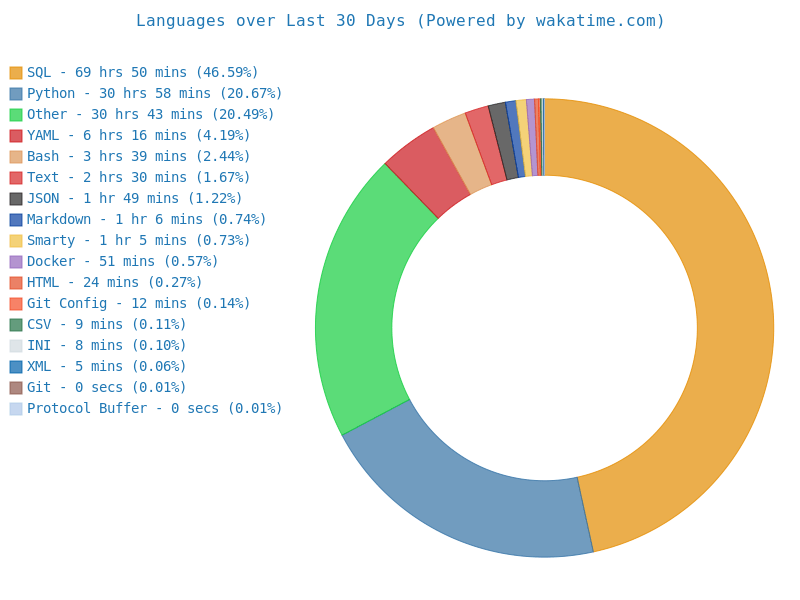 Languages over Last 30 Days (Powered by wakatime.com)
SQL - 69 hrs 50 mins (46.59%)
Python - 30 hrs 58 mins (20.67%)
Other - 30 hrs 43 mins (20.49%)
YAML - 6 hrs 16 mins (4.19%)
Bash - 3 hrs 39 mins (2.44%)
Text - 2 hrs 30 mins (1.67%)
JSON - 1 hr 49 mins (1.22%)
Markdown - 1 hr 6 mins (0.74%)
Smarty - 1 hr 5 mins (0.73%)
Docker - 51 mins (0.57%)
HTML - 24 mins (0.27%)
Git Config - 12 mins (0.14%)
CSV - 9 mins (0.11%)
INI - 8 mins (0.10%)
XML - 5 mins (0.06%)
Git - 0 secs (0.01%)
Protocol Buffer - 0 secs (0.01%)